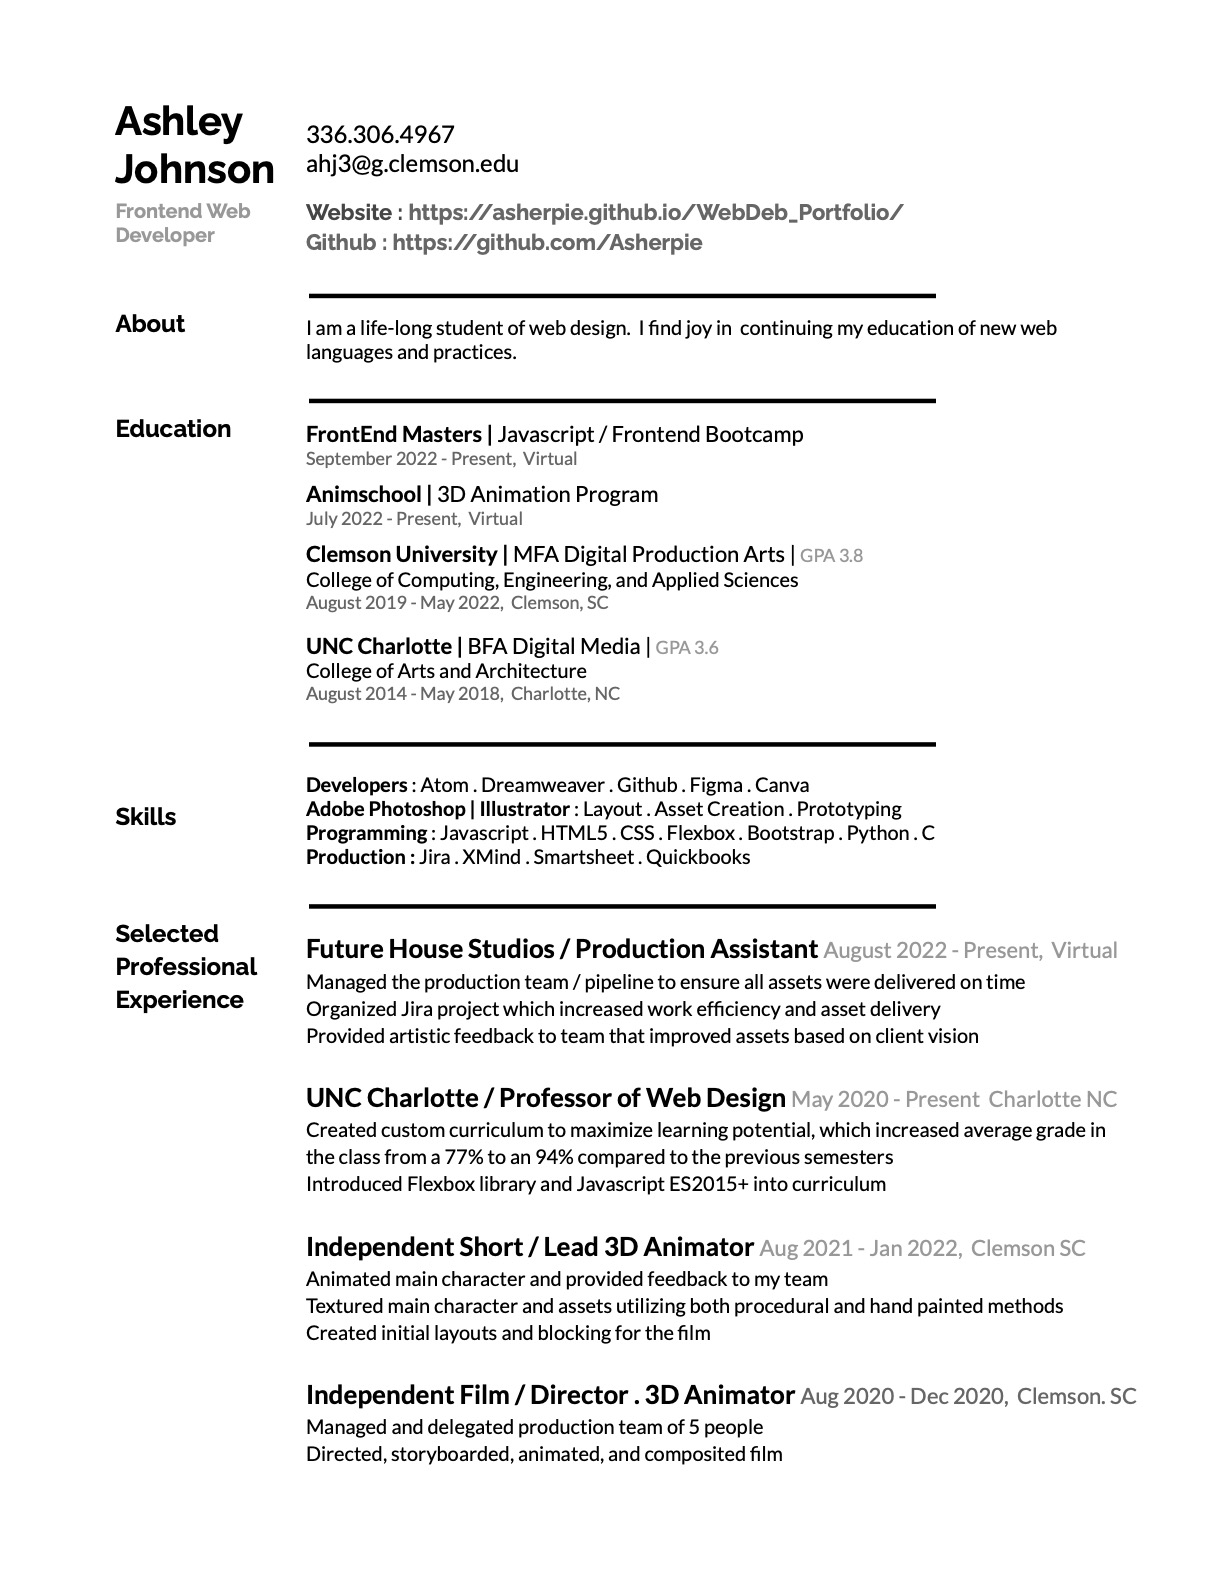 Ashley
Johnson
Frontend Web
Developer
336.306.4967
ahj3@g.clemson.edu
Website : https://asherpie.github.io/WebDeb_Portfolio/
Github : https://github.com/Asherpie
About
I am a life-long student of web design.  I find joy in  continuing my education of new web
languages and practices.
Education
FrontEnd Masters | Javascript / Frontend Bootcamp
September 2022 - Present,  Virtual
Animschool | 3D Animation Program
July 2022 - Present,  Virtual
Clemson University | MFA Digital Production Arts | GPA 3.8
College of Computing, Engineering, and Applied Sciences
August 2019 - May 2022,  Clemson, SC
UNC Charlotte | BFA Digital Media | GPA 3.6
College of Arts and Architecture
August 2014 - May 2018,  Charlotte, NC
Skills
Developers : Atom . Dreamweaver . Github . Figma . Canva
Adobe Photoshop | Illustrator : Layout . Asset Creation . Prototyping
Programming : Javascript . HTML5 . CSS . Flexbox . Bootstrap . Python . C
Production : Jira . XMind . Smartsheet . Quickbooks
Selected
Professional
Experience
Future House Studios / Production Assistant August 2022 - Present,  Virtual
Managed the production team / pipeline to ensure all assets were delivered on time
Organized Jira project which increased work efficiency and asset delivery
Provided artistic feedback to team that improved assets based on client vision
UNC Charlotte / Professor of Web Design May 2020 - Present  Charlotte NC
Created custom curriculum to maximize learning potential, which increased average grade in
the class from a 77% to an 94% compared to the previous semesters
Introduced Flexbox library and Javascript ES2015+ into curriculum
Independent Short / Lead 3D Animator Aug 2021 - Jan 2022,  Clemson SC
Animated main character and provided feedback to my team
Textured main character and assets utilizing both procedural and hand painted methods
Created initial layouts and blocking for the film
Independent Film / Director . 3D Animator Aug 2020 - Dec 2020,  Clemson. SC
Managed and delegated production team of 5 people
Directed, storyboarded, animated, and composited film